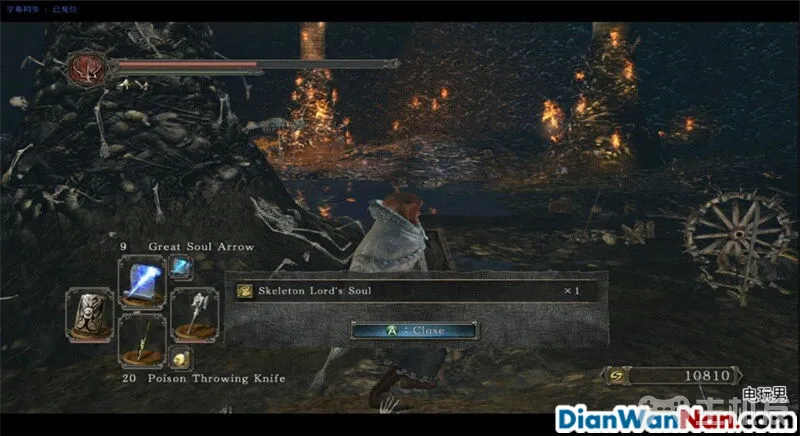 字幕同步 : 已复位
9 Great Soul Arrow
Skeleton Lord's Soul ×1
A : Close
20 Poison Throwing Knife
10810
电玩男
DianWanNan.com